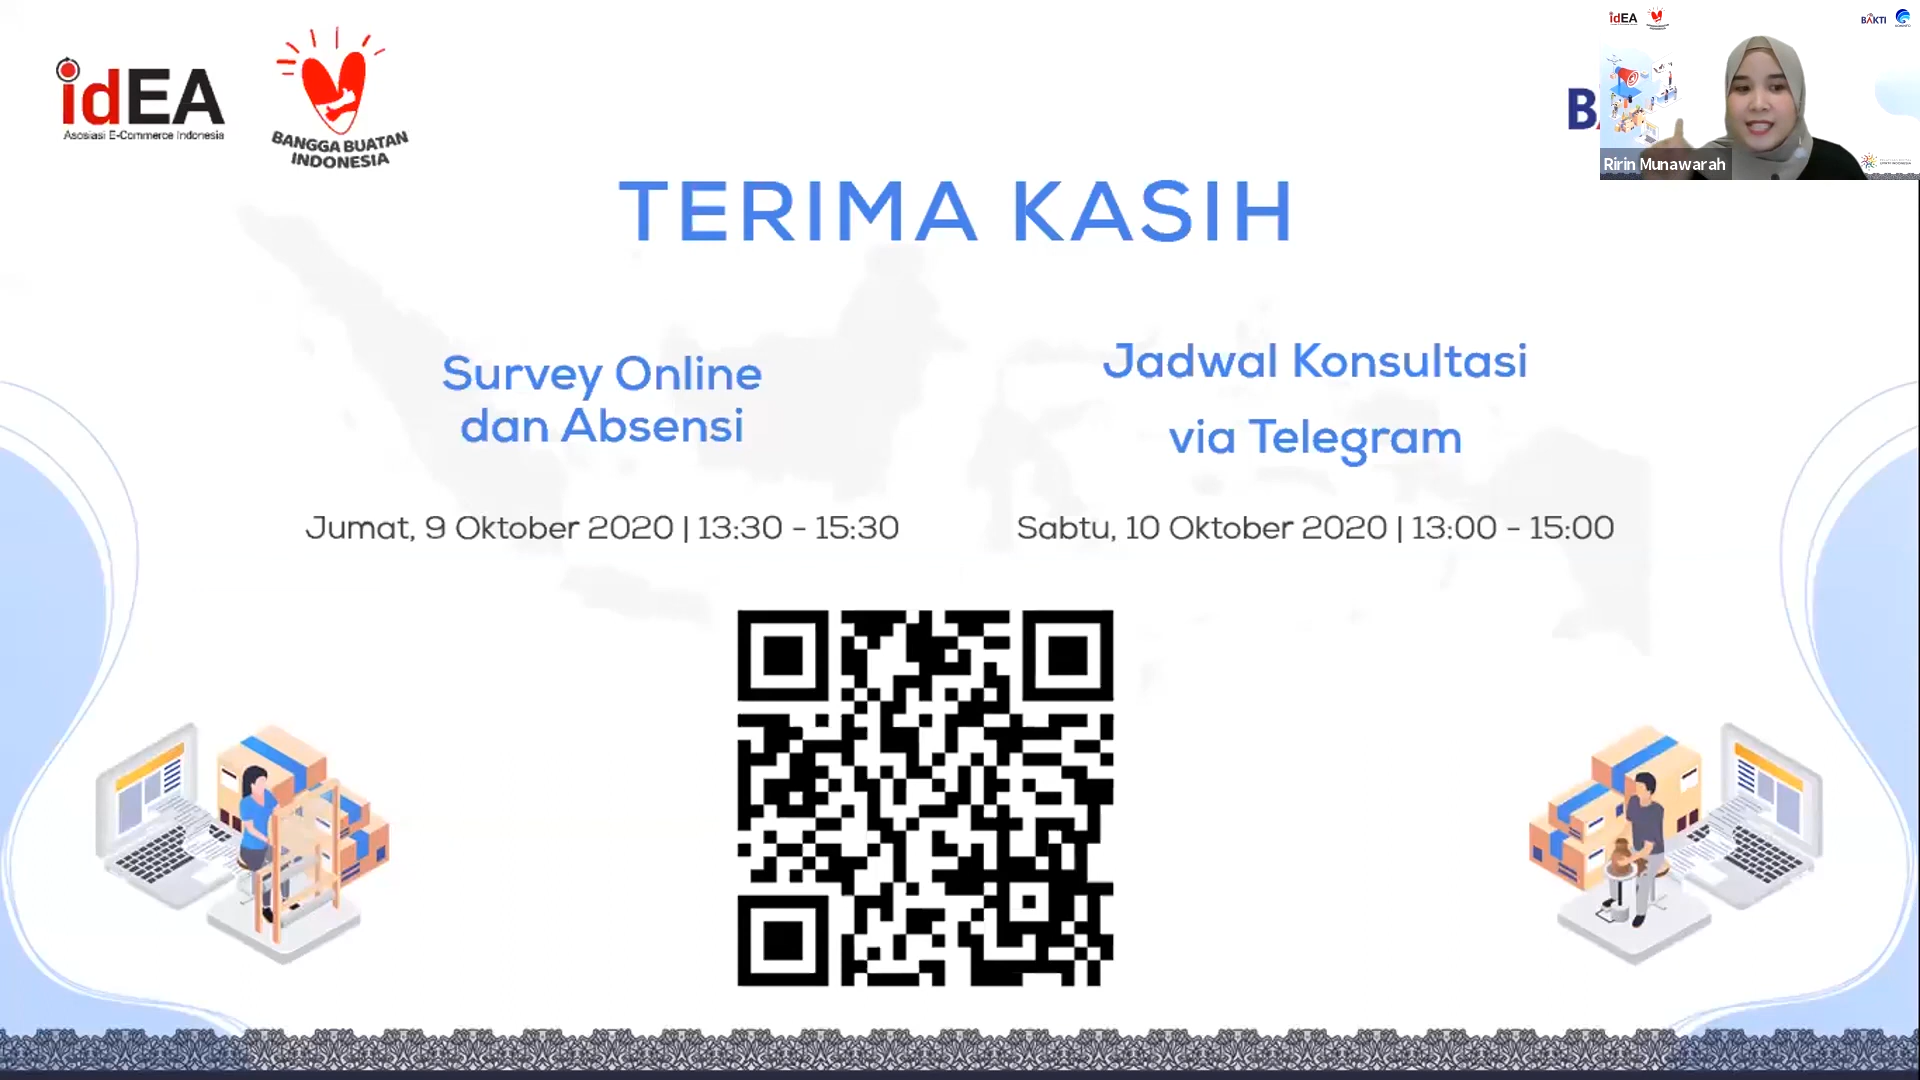 idEA
Asosiasi E-Commerce Indonesia
BANGGA BUATAN
INDONESIA
idEA
BAKTI
Ririn Munawarah
TERIMA KASIH
Survey Online
dan Absensi
Jumat, 9 Oktober 2020 | 13:30 - 15:30
Jadwal Konsultasi
via Telegram
Sabtu, 10 Oktober 2020 | 13:00 - 15:00